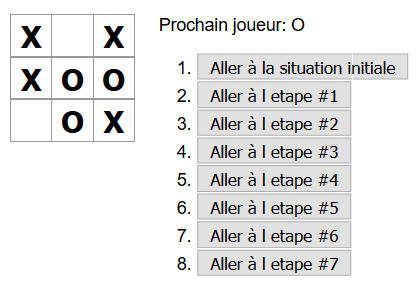 X X
X O O
O X
Prochain joueur: O
1. Aller à la situation initiale
2. Aller à l etape #1
3. Aller à l etape #2
4. Aller à l etape #3
5. Aller à l etape #4
6. Aller à l etape #5
7. Aller à l etape #6
8. Aller à l etape #7